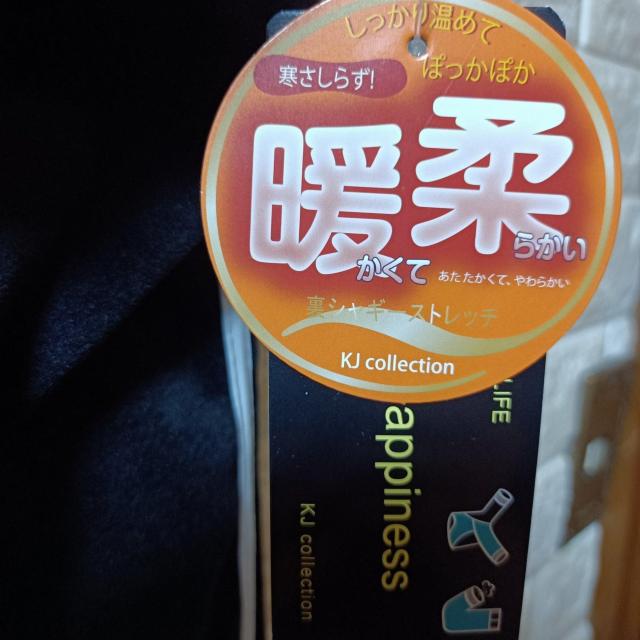 しっかり温めて
ぽっかぽか
寒さしらず!
暖かくて
柔らかい
あたたかくて、やわらかい
裏シャギーストレッチ
KJ collection
LIFE
appiness
KJ collection